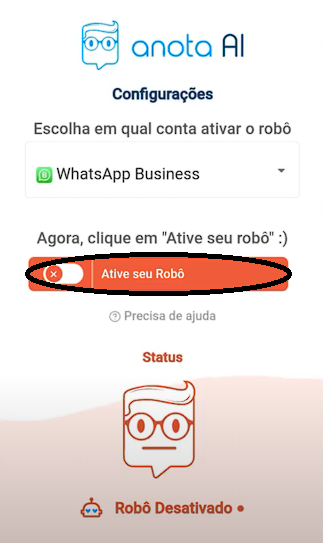 anota AI
Configurações
Escolha em qual conta ativar o robô
WhatsApp Business
Agora, clique em "Ative seu robô" :)
Ative seu Robô
Precisa de ajuda
Status
Robô Desativado